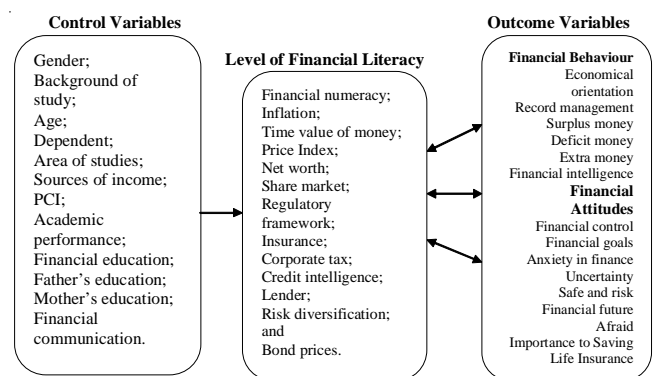 Control Variables
Gender;
Background of
study;
Age;
Dependent;
Area of studies;
Sources of income;
PCI;
Academic
performance;
Financial education;
Father's education;
Mother's education;
Financial
communication.
Level of Financial Literacy
Financial numeracy;
Inflation;
Time value of money;
Price Index;
Net worth;
Share market;
Regulatory
framework;
Insurance;
Corporate tax;
Credit intelligence;
Lender;
Risk diversification;
and
Bond prices.
Outcome Variables
Financial Behaviour
Economical
orientation
Record management
Surplus money
Deficit money
Extra money
Financial intelligence
Financial
Attitudes
Financial control
Financial goals
Anxiety in finance
Uncertainty
Safe and risk
Financial future
Afraid
Importance to Saving
Life Insurance